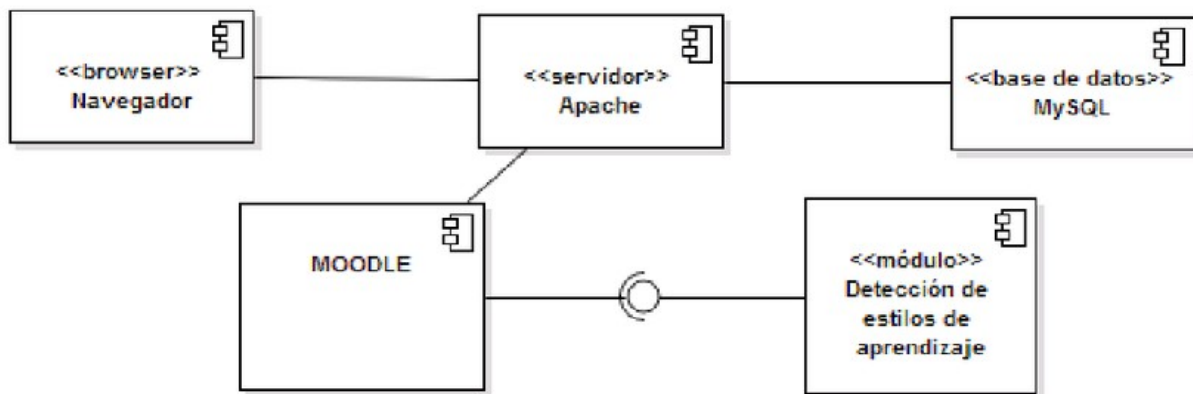 <<browser>>
Navegador
<<servidor>>
Apache
<<base de datos>>
MySQL
MOODLE
<<módulo>>
Detección de
estilos de
aprendizaje